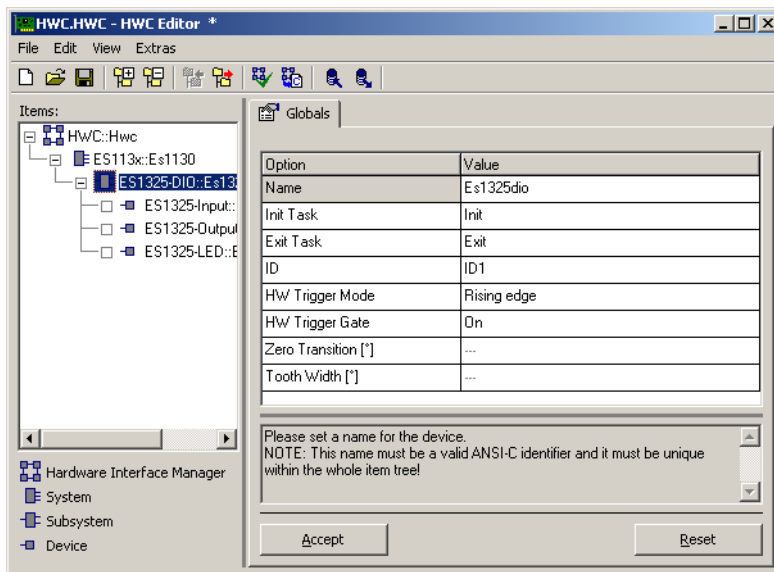 HWC.HWC - HWC Editor *
File Edit View Extras
Items:
HWC::Hwc
ES113x::Es1130
ES1325-DIO::Es13
ES1325-Input::
ES1325-Output
ES1325-LED::E
Hardware Interface Manager
System
Subsystem
Device
Globals
Option Value
Name Es1325dio
Init Task Init
Exit Task Exit
ID ID1
HW Trigger Mode Rising edge
HW Trigger Gate On
Zero Transition [°] ---
Tooth Width [°] ---
Please set a name for the device.
NOTE: This name must be a valid ANSI-C identifier and it must be unique
within the whole item tree!
Accept Reset